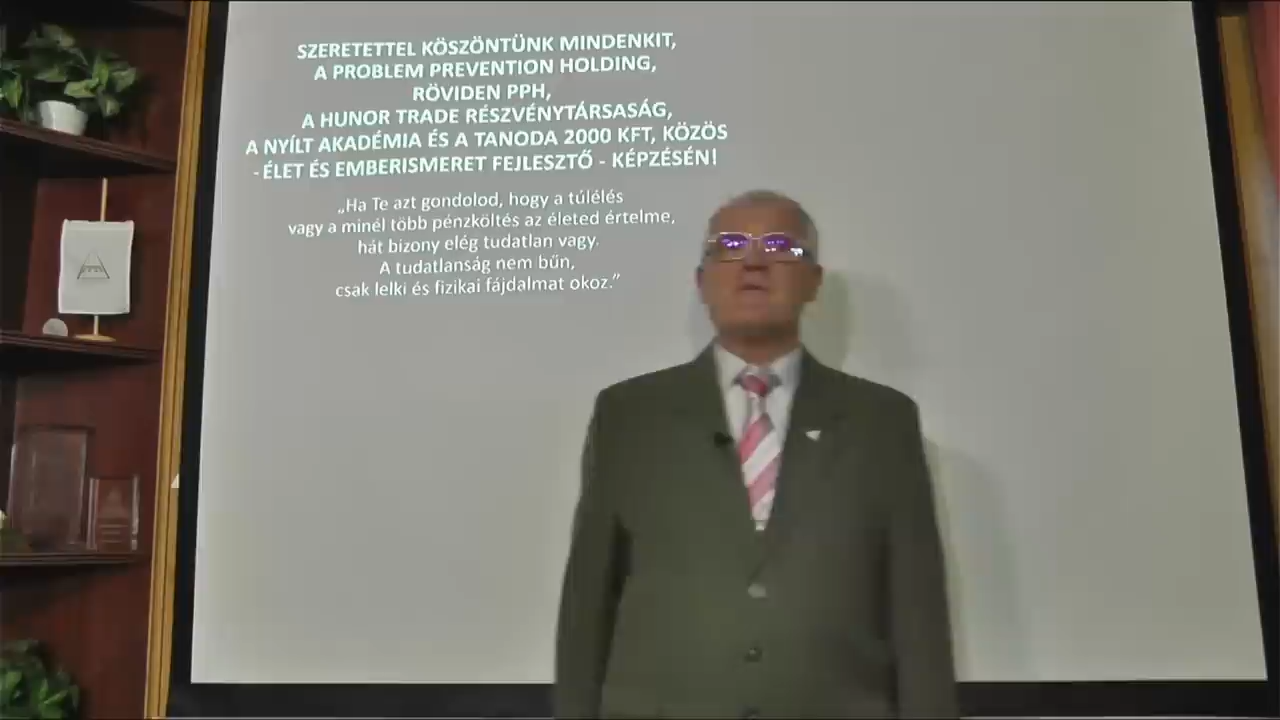 SZERETETTEL KÖSZÖNTÜNK MINDENKIT,
A PROBLEM PREVENTION HOLDING,
RÖVIDEN PPH,
A HUNOR TRADE RÉSZVÉNYTÁRSASÁG,
A NYÍLT AKADÉMIA ÉS A TANODA 2000 KFT, KÖZÖS
- ÉLET ÉS EMBERISMERET FEJLESZTŐ - KÉPZÉSÉN!
„Ha Te azt gondolod, hogy a túlélés
vagy a minél több pénzköltés az életed értelme,
hát bizony elég tudatlan vagy.
A tudatlanság nem bűn,
csak lelki és fizikai fájdalmat okoz.”